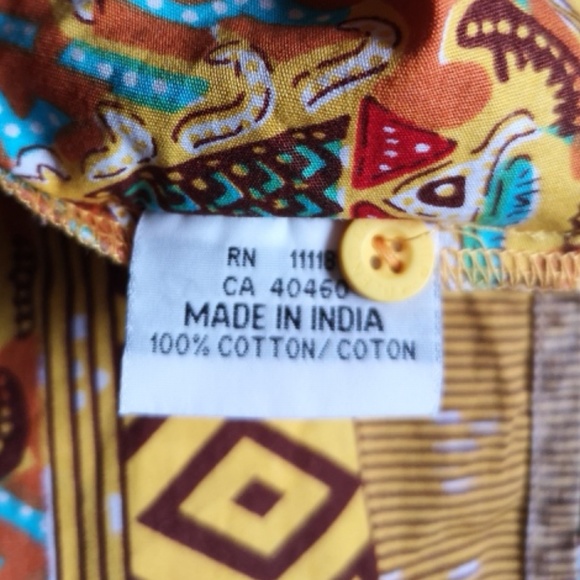 RN 11118
CA 40460
MADE IN INDIA
100% COTTON/COTON